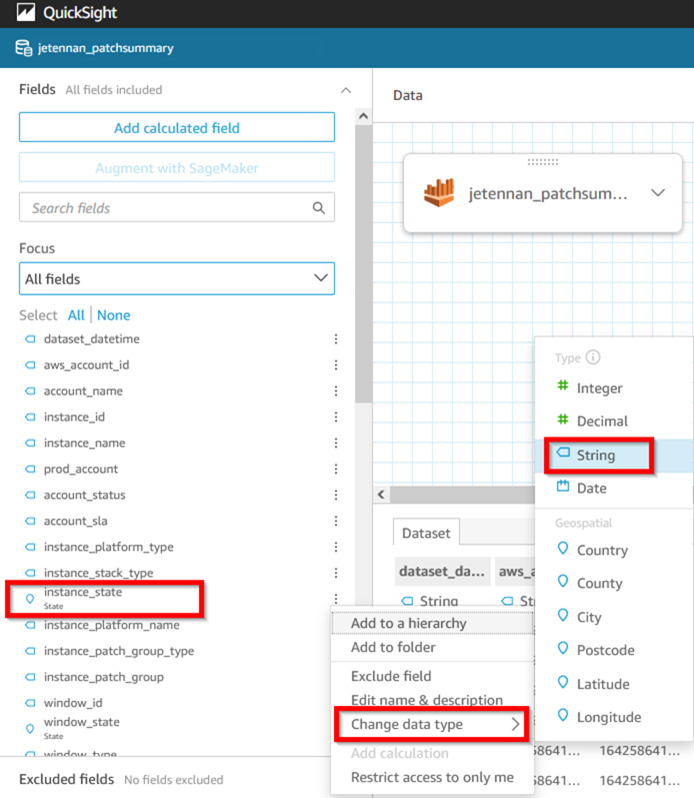 QuickSight
jetennan_patchsummary
Fields All fields included
Add calculated field
Augment with SageMaker
Search fields
Focus
All fields
Select All None
dataset_datetime
aws_account_id
account_name
instance_id
instance_name
prod_account
account_status
account_sla
instance_platform_type
instance_stack_type
instance_state
State
instance_platform_name
instance_patch_group_type
instance_patch_group
window_id
window_state
State
window_type
Excluded fields No fields excluded
Data
jetennan_patchsum...
Dataset
dataset_da...
String
Add to a hierarchy
Add to folder
Exclude field
Edit name & description
Change data type
Add calculation
Restrict access to only me
Type
Integer
Decimal
String
Date
Geospatial
Country
County
City
Postcode
Latitude
Longitude
58641... 164258641...
58641... 164258641...